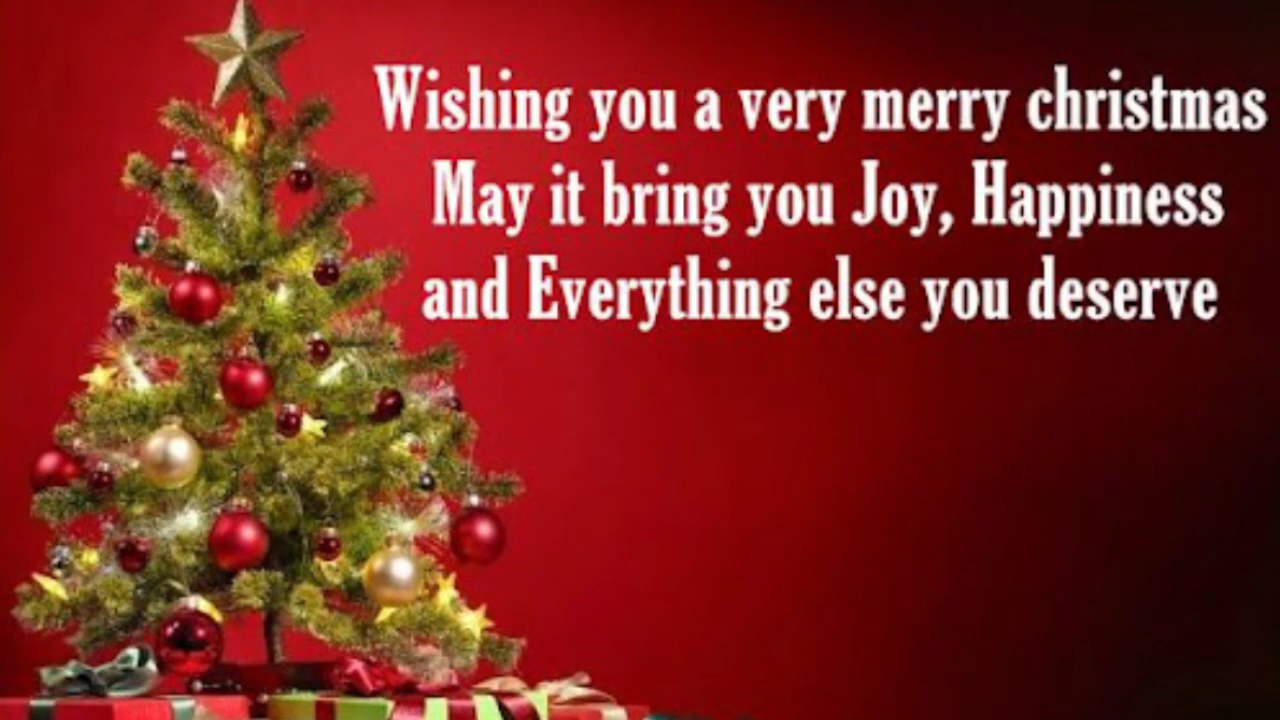 Wishing you a very merry christmas
May it bring you Joy, Happiness
and Everything else you deserve